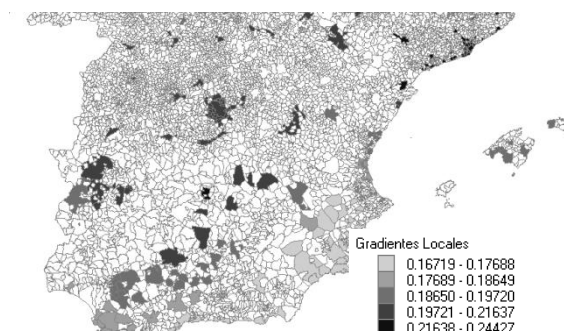 Gradientes Locales
0.16719 - 0.17688
0.17689 - 0.18649
0.18650 - 0.19720
0.19721 - 0.21637
0.21638 - 0.24427